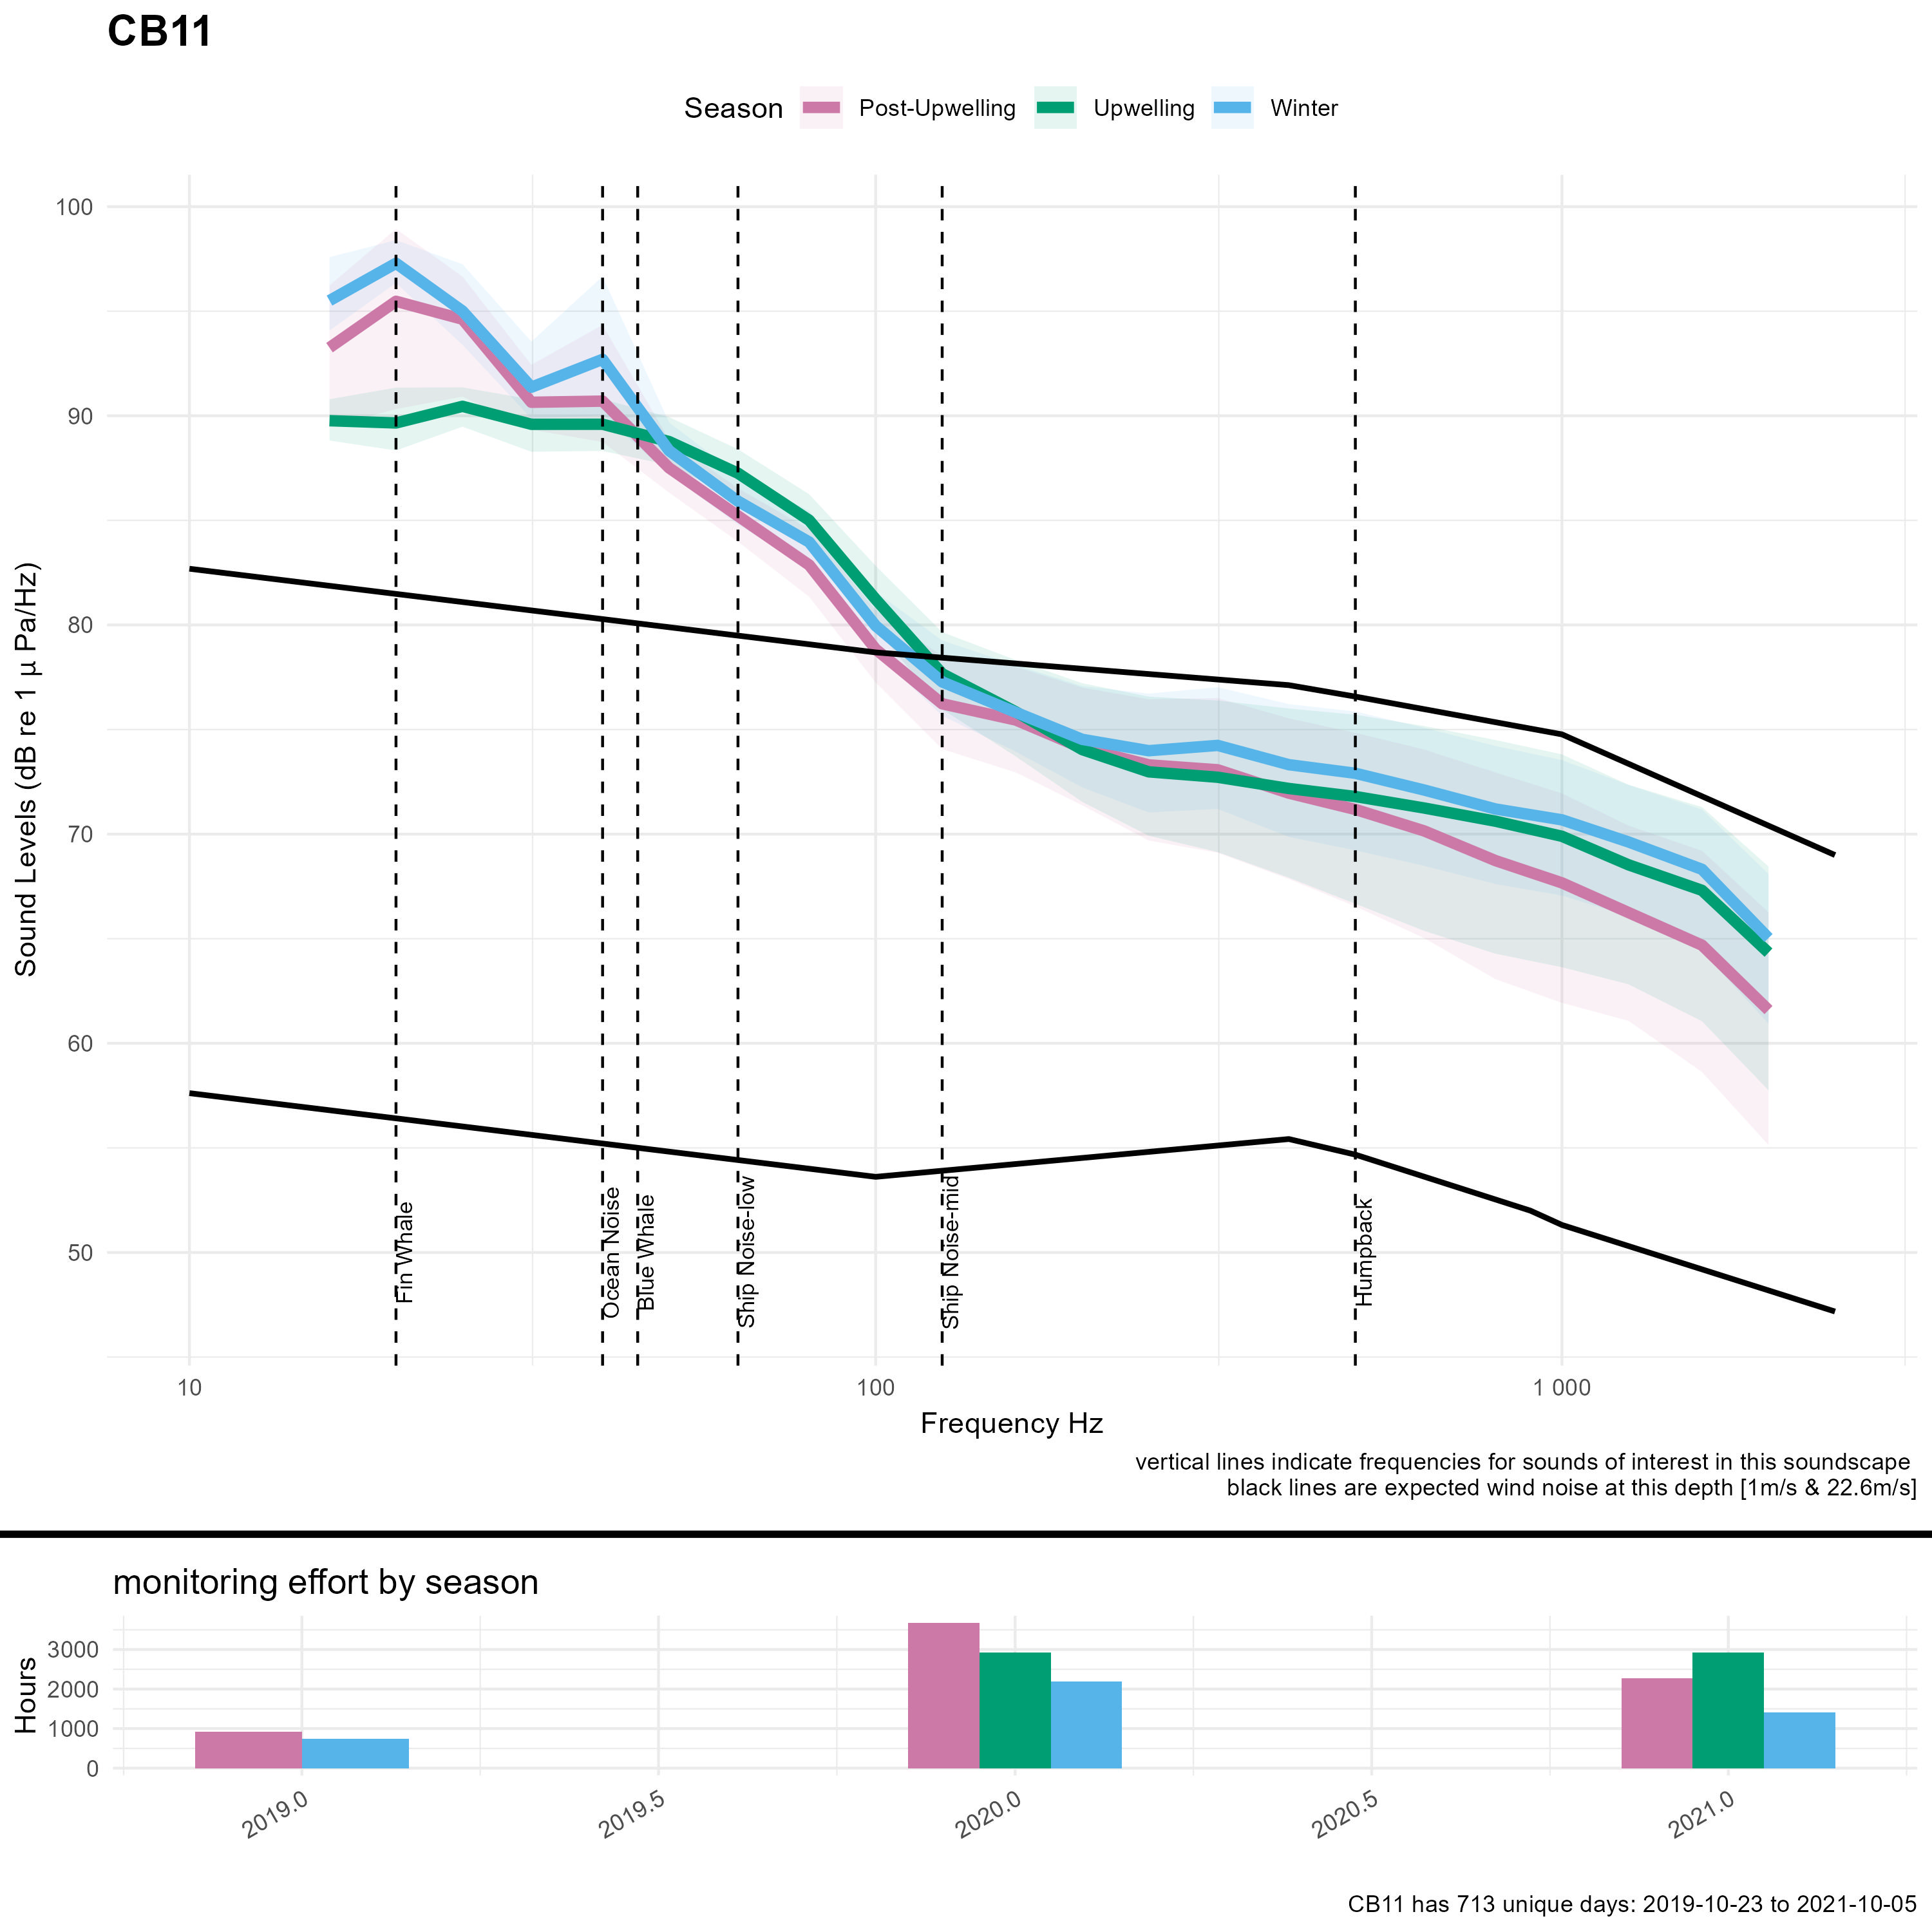 CB11
Season Post-Upwelling Upwelling Winter
100
90
80
70
60
50
Sound Levels (dB re 1 µ Pa/Hz)
Fin Whale
Ocean Noise
Blue Whale
Ship Noise-low
Ship Noise-mid
Humpback
10 100 1 000
Frequency Hz
vertical lines indicate frequencies for sounds of interest in this soundscape
black lines are expected wind noise at this depth [1m/s & 22.6m/s]
monitoring effort by season
3000
2000
1000
0
Hours
2019.0 2019.5 2020.0 2020.5 2021.0
CB11 has 713 unique days: 2019-10-23 to 2021-10-05